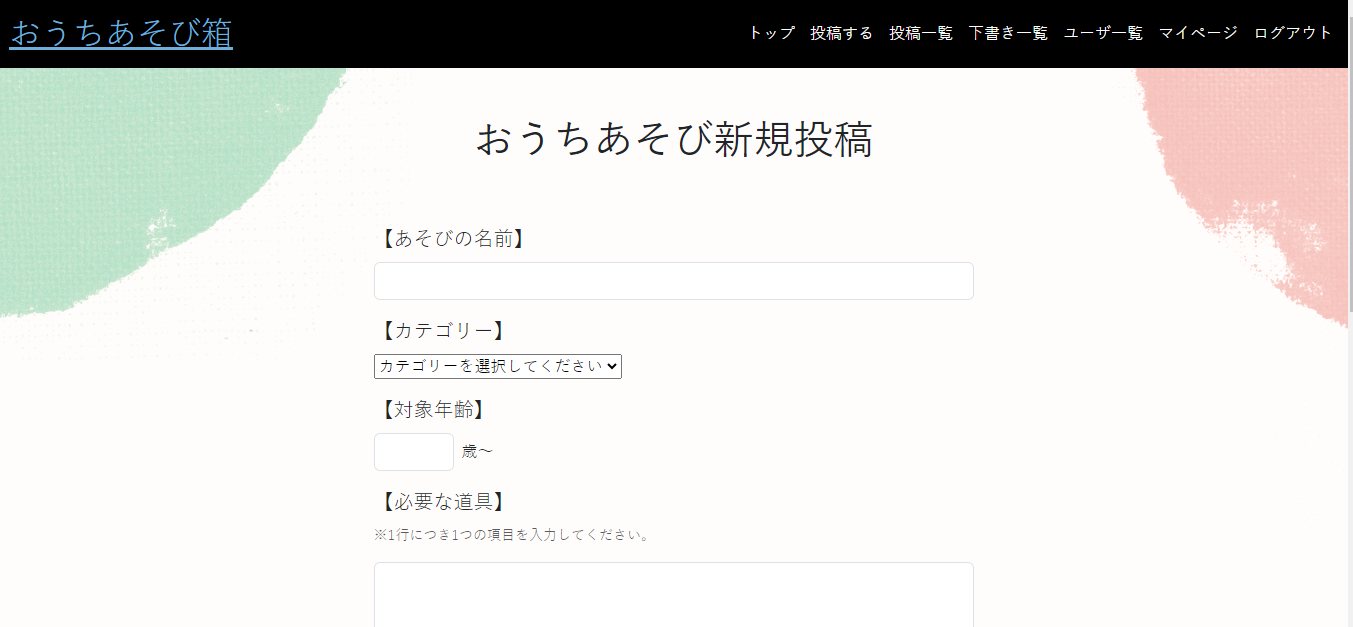 おうちあそび箱
トップ 投稿する 投稿一覧 下書き一覧 ユーザ一覧 マイページ ログアウト
おうちあそび新規投稿
【あそびの名前】
【カテゴリー】
カテゴリーを選択してください
【対象年齢】
歳〜
【必要な道具】
※1行につき1つの項目を入力してください。